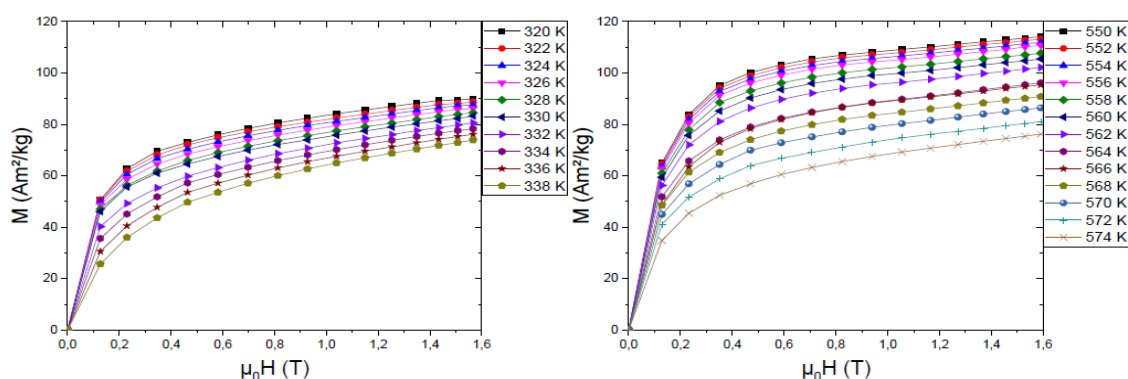 120
100
80
60
40
20
0
M (Am²/kg)
0,0 0,2 0,4 0,6 0,8 1,0 1,2 1,4 1,6
μ₀H (T)
320 K
322 K
324 K
326 K
328 K
330 K
332 K
334 K
336 K
338 K
120
100
80
60
40
20
0
M (Am²/kg)
0,0 0,2 0,4 0,6 0,8 1,0 1,2 1,4 1,6
μ₀H (T)
550 K
552 K
554 K
556 K
558 K
560 K
562 K
564 K
566 K
568 K
570 K
572 K
574 K